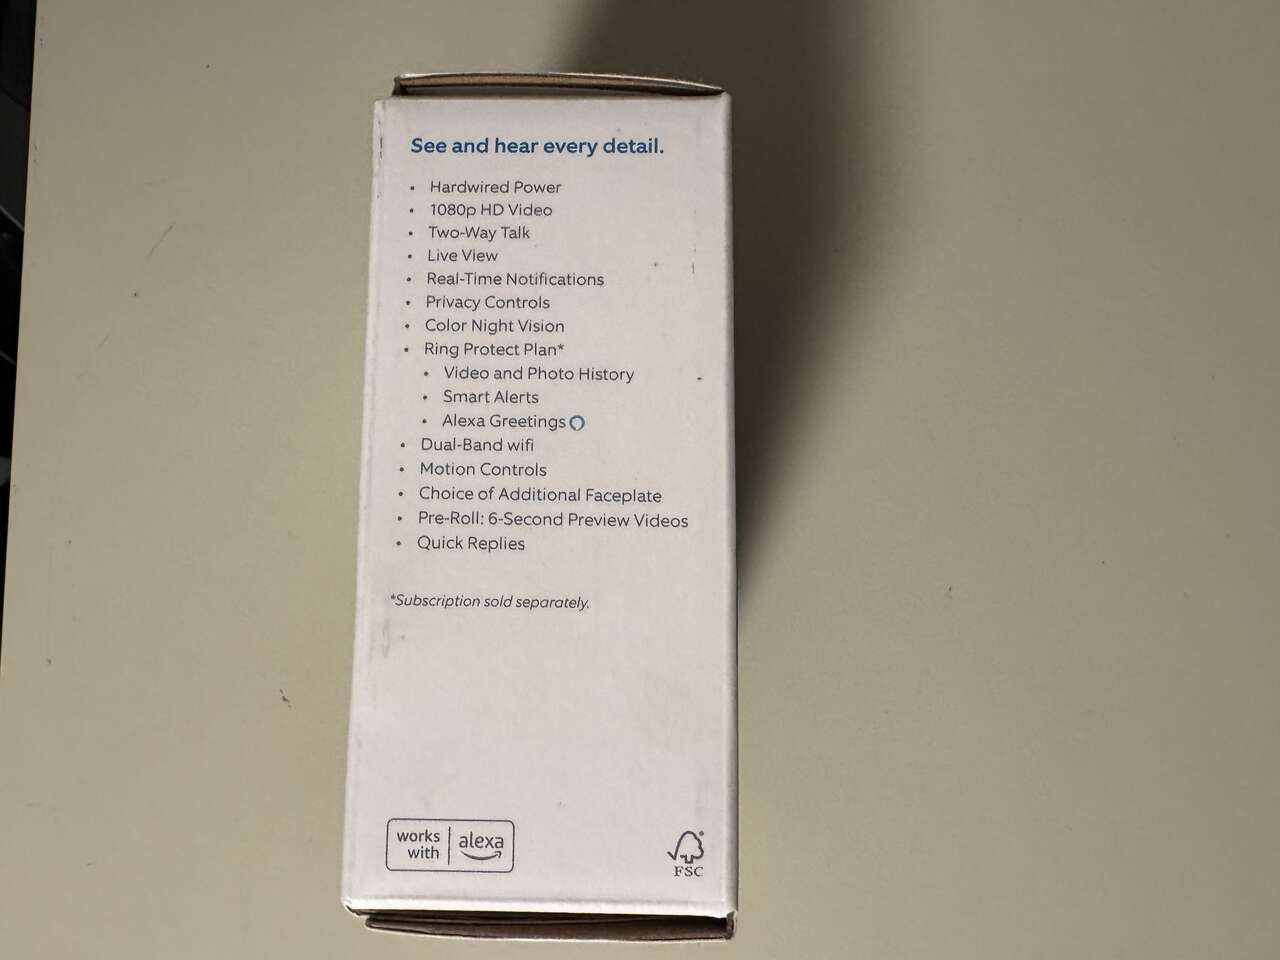 See and hear every detail.
• Hardwired Power
• 1080p HD Video
• Two-Way Talk
• Live View
• Real-Time Notifications
• Privacy Controls
• Color Night Vision
• Ring Protect Plan*
• Video and Photo History
• Smart Alerts
• Alexa Greetings
• Dual-Band wifi
• Motion Controls
• Choice of Additional Faceplate
• Pre-Roll: 6-Second Preview Videos
• Quick Replies
*Subscription sold separately.
works with alexa
FSC